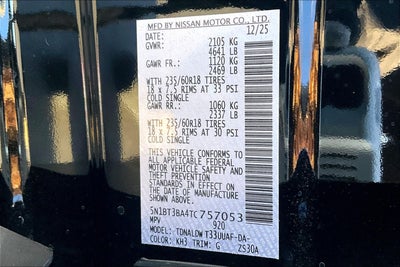 MFD BY NISSAN MOTOR CO., LTD.
DATE: 12/25
GVWR: 2105 KG
4641 LB
GAWR FR.: 1120 KG
2469 LB
WITH 235/60R18 TIRES
18 x 7.5 RIMS AT 33 PSI
COLD SINGLE
GAWR RR.: 1060 KG
2337 LB
WITH 235/60R18 TIRES
18 x 7.5 RIMS AT 30 PSI
COLD SINGLE
THIS VEHICLE CONFORMS TO
ALL APPLICABLE FEDERAL
MOTOR VEHICLE SAFETY AND
THEFT PREVENTION
STANDARDS IN EFFECT ON
THE DATE OF MANUFACTURE
SHOWN ABOVE.
5N1BT3BA4TC757053
MPV 920
MODEL: TDNALDWT33UUAF-DA-
COLOR: KH3 TRIM: G ZS30A